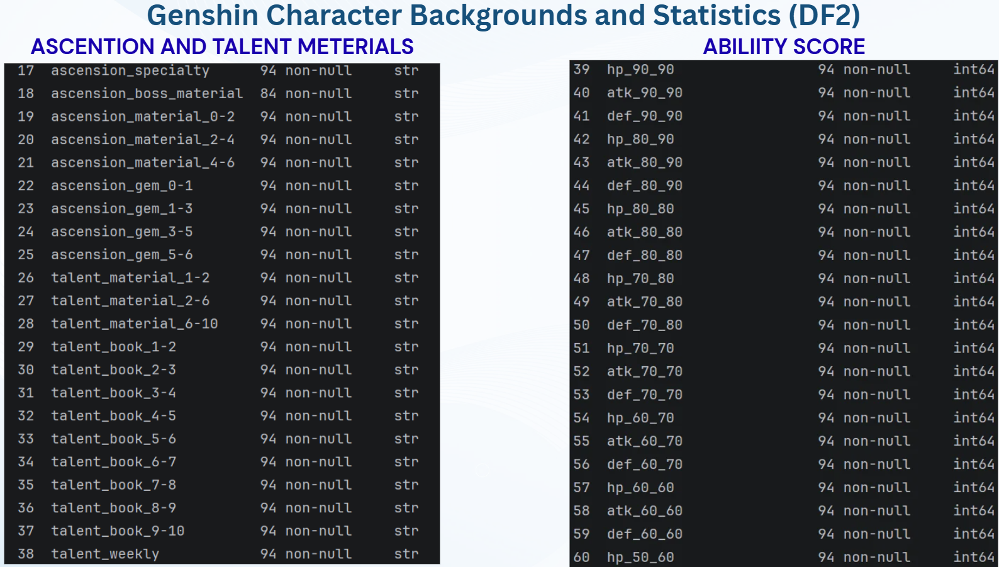 Genshin Character Backgrounds and Statistics (DF2)
ASCENTION AND TALENT METERIALS
17 ascension_specialty 94 non-null str
18 ascension_boss_material 84 non-null str
19 ascension_material_0-2 94 non-null str
20 ascension_material_2-4 94 non-null str
21 ascension_material_4-6 94 non-null str
22 ascension_gem_0-1 94 non-null str
23 ascension_gem_1-3 94 non-null str
24 ascension_gem_3-5 94 non-null str
25 ascension_gem_5-6 94 non-null str
26 talent_material_1-2 94 non-null str
27 talent_material_2-6 94 non-null str
28 talent_material_6-10 94 non-null str
29 talent_book_1-2 94 non-null str
30 talent_book_2-3 94 non-null str
31 talent_book_3-4 94 non-null str
32 talent_book_4-5 94 non-null str
33 talent_book_5-6 94 non-null str
34 talent_book_6-7 94 non-null str
35 talent_book_7-8 94 non-null str
36 talent_book_8-9 94 non-null str
37 talent_book_9-10 94 non-null str
38 talent_weekly 94 non-null str
ABILIITY SCORE
39 hp_90_90 94 non-null int64
40 atk_90_90 94 non-null int64
41 def_90_90 94 non-null int64
42 hp_80_90 94 non-null int64
43 atk_80_90 94 non-null int64
44 def_80_90 94 non-null int64
45 hp_80_80 94 non-null int64
46 atk_80_80 94 non-null int64
47 def_80_80 94 non-null int64
48 hp_70_80 94 non-null int64
49 atk_70_80 94 non-null int64
50 def_70_80 94 non-null int64
51 hp_70_70 94 non-null int64
52 atk_70_70 94 non-null int64
53 def_70_70 94 non-null int64
54 hp_60_70 94 non-null int64
55 atk_60_70 94 non-null int64
56 def_60_70 94 non-null int64
57 hp_60_60 94 non-null int64
58 atk_60_60 94 non-null int64
59 def_60_60 94 non-null int64
60 hp_50_60 94 non-null int64